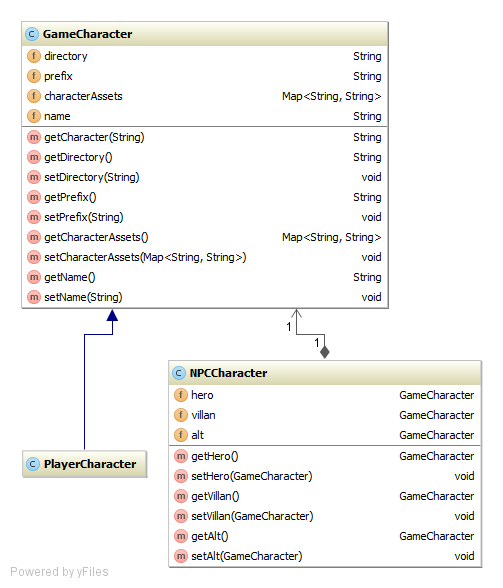 C GameCharacter
f directory String
f prefix String
f characterAssets Map<String, String>
f name String
m getCharacter(String) String
m getDirectory() String
m setDirectory(String) void
m getPrefix() String
m setPrefix(String) void
m getCharacterAssets() Map<String, String>
m setCharacterAssets(Map<String, String>) void
m getName() String
m setName(String) void
1
1
C NPCCharacter
f hero GameCharacter
f villan GameCharacter
f alt GameCharacter
m getHero() GameCharacter
m setHero(GameCharacter) void
m getVillan() GameCharacter
m setVillan(GameCharacter) void
m getAlt() GameCharacter
m setAlt(GameCharacter) void
C PlayerCharacter
Powered by yFiles